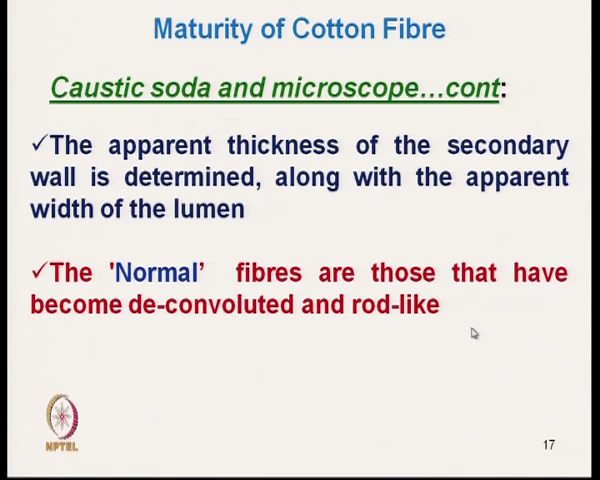 Maturity of Cotton Fibre
Caustic soda and microscope…cont:
✓The apparent thickness of the secondary
wall is determined, along with the apparent
width of the lumen
✓The 'Normal’ fibres are those that have
become de-convoluted and rod-like
NPTEL
17